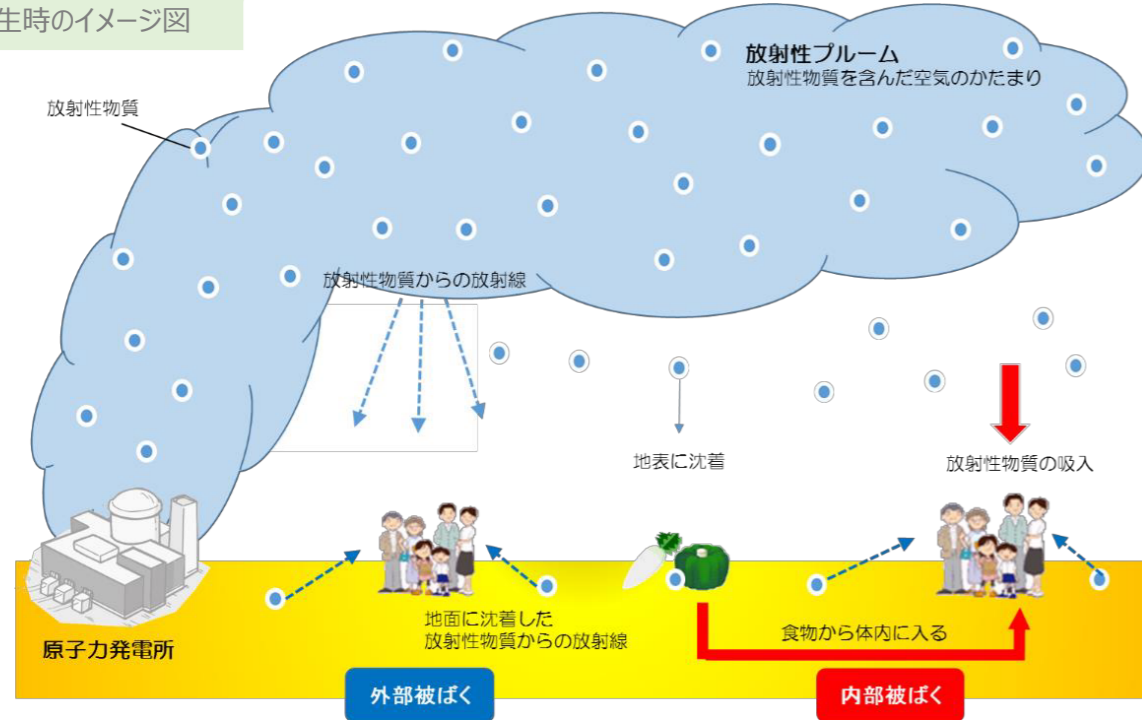 生時のイメージ図
放射性プルーム
放射性物質を含んだ空気のかたまり
放射性物質
放射性物質からの放射線
地表に沈着
放射性物質の吸入
地面に沈着した
放射性物質からの放射線
食物から体内に入る
原子力発電所
外部被ばく
内部被ばく